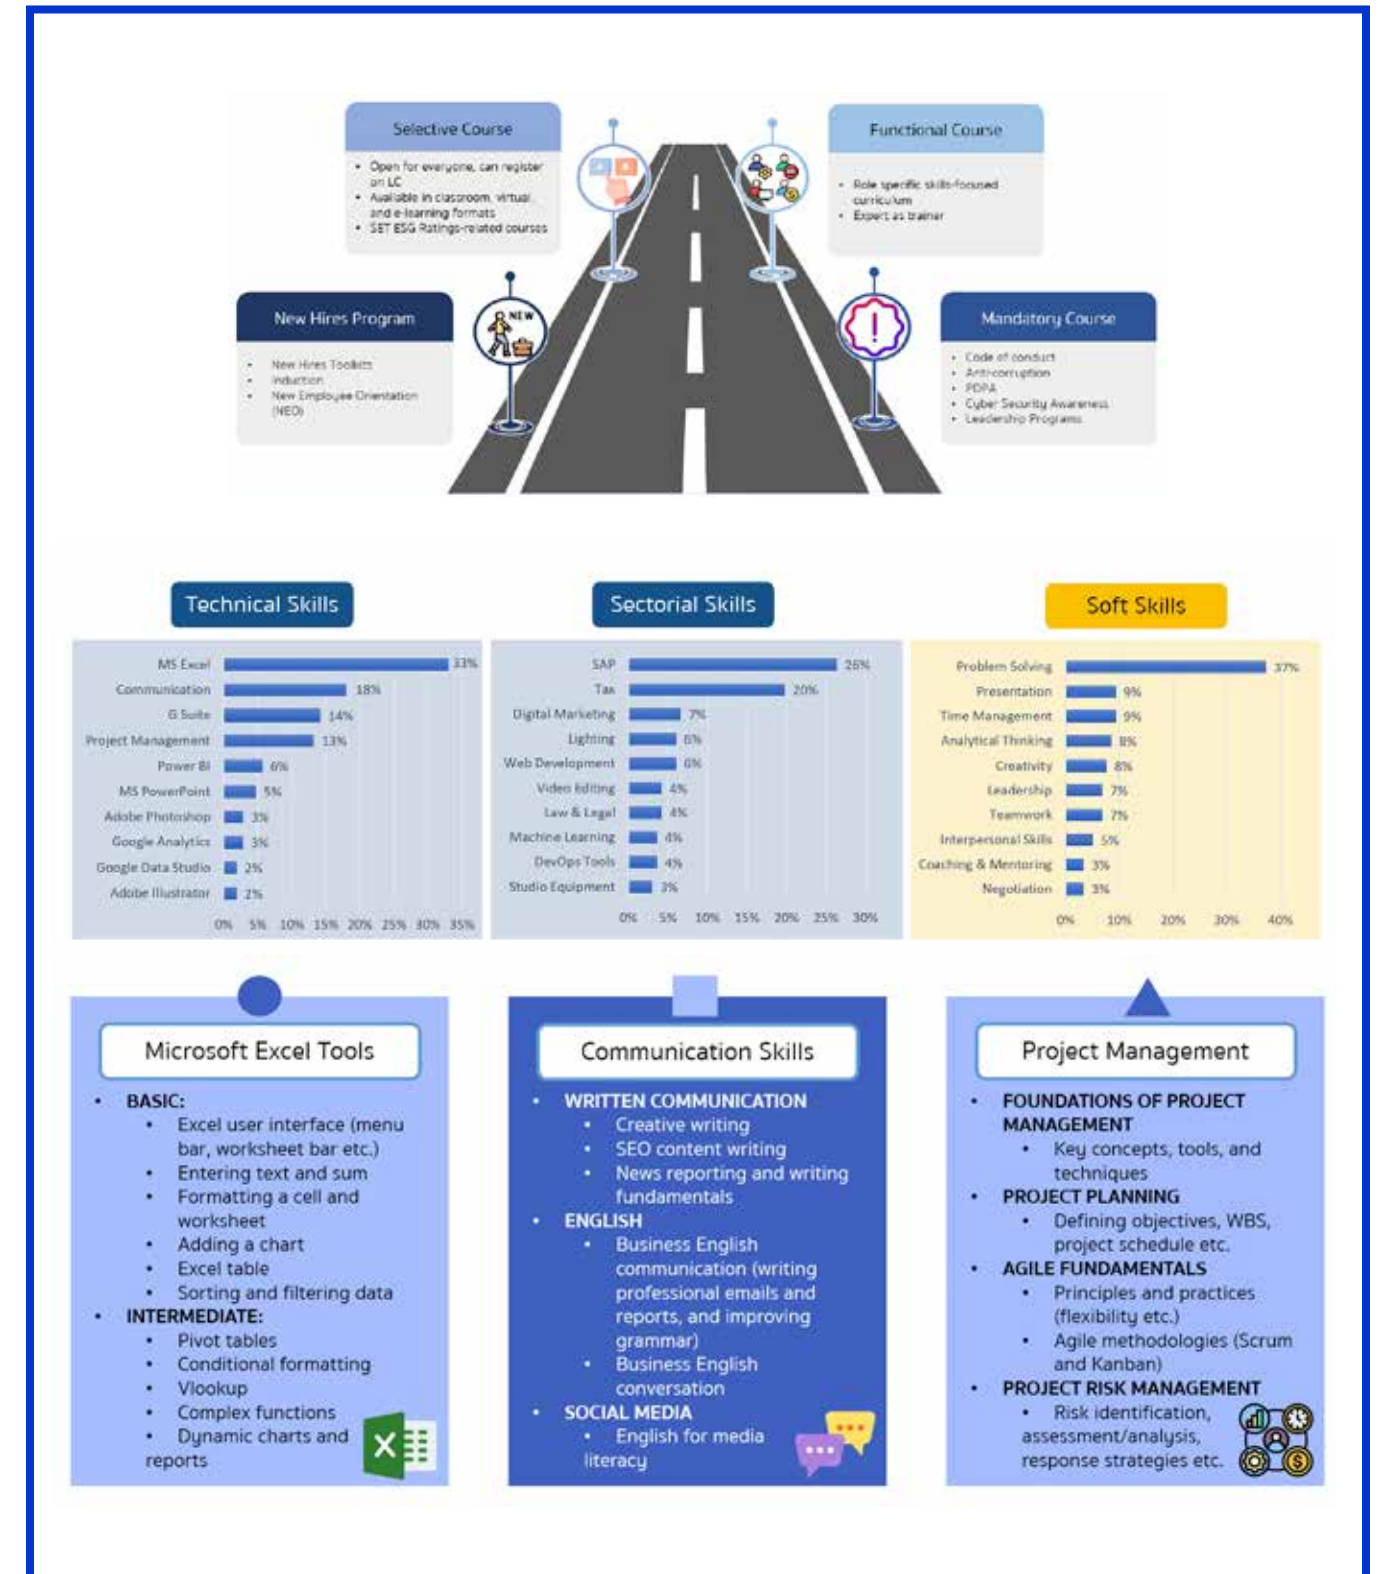 Selective Course
• Open for everyone, can register
on LC
• Available in classroom, virtual,
and e-learning formats
• SET ESG Ratings-related courses
Functional Course
• Role specific skills-focused
curriculum
• Expert as trainer
New Hires Program
• New Hires Toolkits
• Induction
• New Employee Orientation
(NEO)
NEW
Mandatory Course
• Code of conduct
• Anti-corruption
• PDPA
• Cyber Security Awareness
• Leadership Programs
Technical Skills
MS Excel 33%
Communication 18%
G Suite 14%
Project Management 13%
Power BI 6%
MS PowerPoint 5%
Adobe Photoshop 3%
Google Analytics 3%
Google Data Studio 2%
Adobe Illustrator 2%
0% 5% 10% 15% 20% 25% 30% 35%
Sectorial Skills
SAP 26%
Tax 20%
Digital Marketing 7%
Lighting 6%
Web Development 6%
Video Editing 4%
Law & Legal 4%
Machine Learning 4%
DevOps Tools 4%
Studio Equipment 3%
0% 5% 10% 15% 20% 25% 30%
Soft Skills
Problem Solving 37%
Presentation 9%
Time Management 9%
Analytical Thinking 8%
Creativity 8%
Leadership 7%
Teamwork 7%
Interpersonal Skills 5%
Coaching & Mentoring 3%
Negotiation 3%
0% 10% 20% 30% 40%
Microsoft Excel Tools
• BASIC:
• Excel user interface (menu
bar, worksheet bar etc.)
• Entering text and sum
• Formatting a cell and
worksheet
• Adding a chart
• Excel table
• Sorting and filtering data
• INTERMEDIATE:
• Pivot tables
• Conditional formatting
• Vlookup
• Complex functions
• Dynamic charts and
reports
X
Communication Skills
• WRITTEN COMMUNICATION
• Creative writing
• SEO content writing
• News reporting and writing
fundamentals
• ENGLISH
• Business English
communication (writing
professional emails and
reports, and improving
grammar)
• Business English
conversation
• SOCIAL MEDIA
• English for media
literacy
Project Management
• FOUNDATIONS OF PROJECT
MANAGEMENT
• Key concepts, tools, and
techniques
• PROJECT PLANNING
• Defining objectives, WBS,
project schedule etc.
• AGILE FUNDAMENTALS
• Principles and practices
(flexibility etc.)
• Agile methodologies (Scrum
and Kanban)
• PROJECT RISK MANAGEMENT
• Risk identification,
assessment/analysis,
response strategies etc.
$